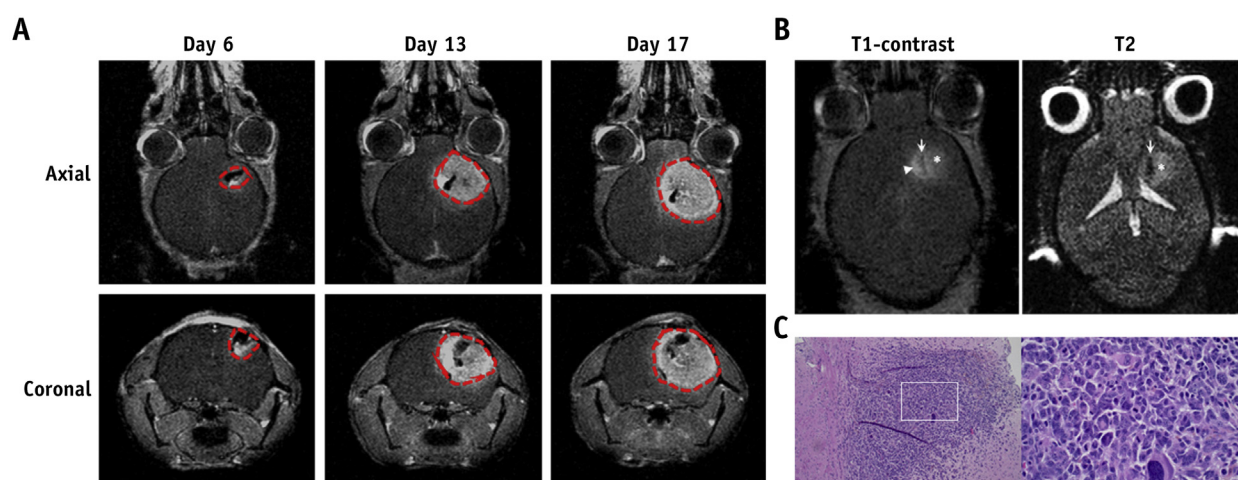 A
Day 6
Day 13
Day 17
Axial
Coronal
B
T1-contrast
T2
*
*
C